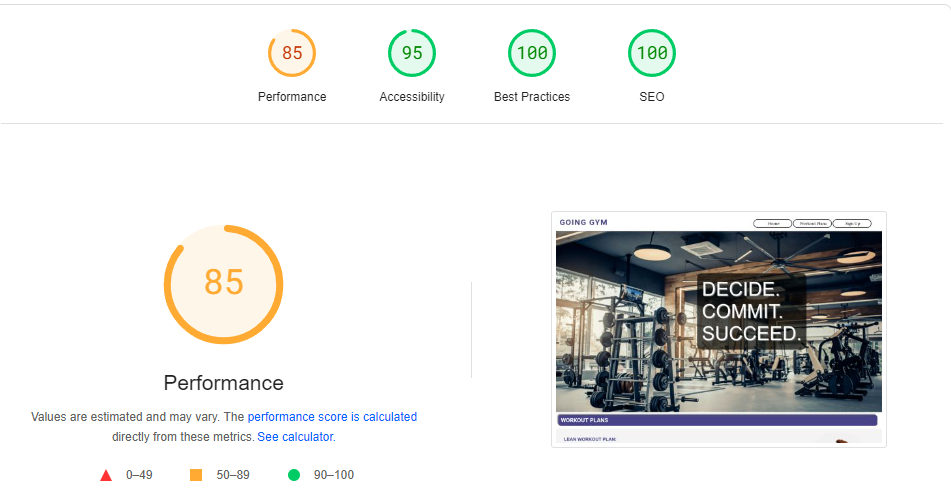 85
95
100
100
Performance
Accessibility
Best Practices
SEO
85
Performance
Values are estimated and may vary. The performance score is calculated
directly from these metrics. See calculator.
0–49
50–89
90–100
GOING GYM
Home
Workout Plans
Sign Up
DECIDE.
COMMIT.
SUCCEED.
WORKOUT PLANS
LEAN WORKOUT PLAN: